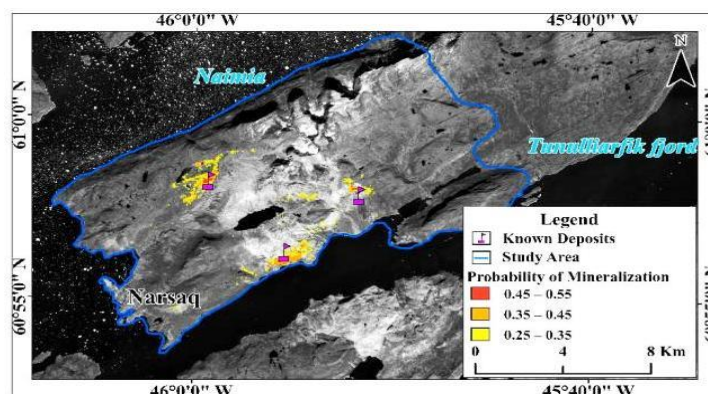 46°0'0" W
45°40'0" W
N
Naimia
61°0'0" N
Tunulliarfik fjord
Legend
Known Deposits
Study Area
Probability of Mineralization
0.45 – 0.55
0.35 – 0.45
0.25 – 0.35
0 4 8 Km
Narsaq
60°55'0" N
46°0'0" W
45°40'0" W